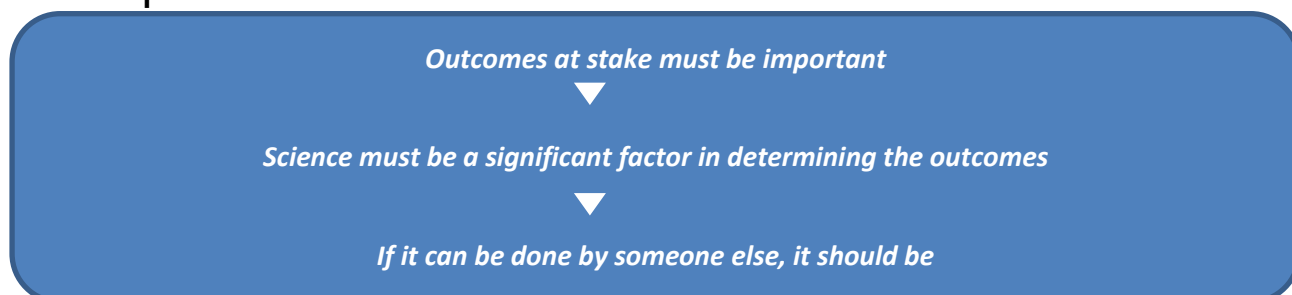 Outcomes at stake must be important
Science must be a significant factor in determining the outcomes
If it can be done by someone else, it should be